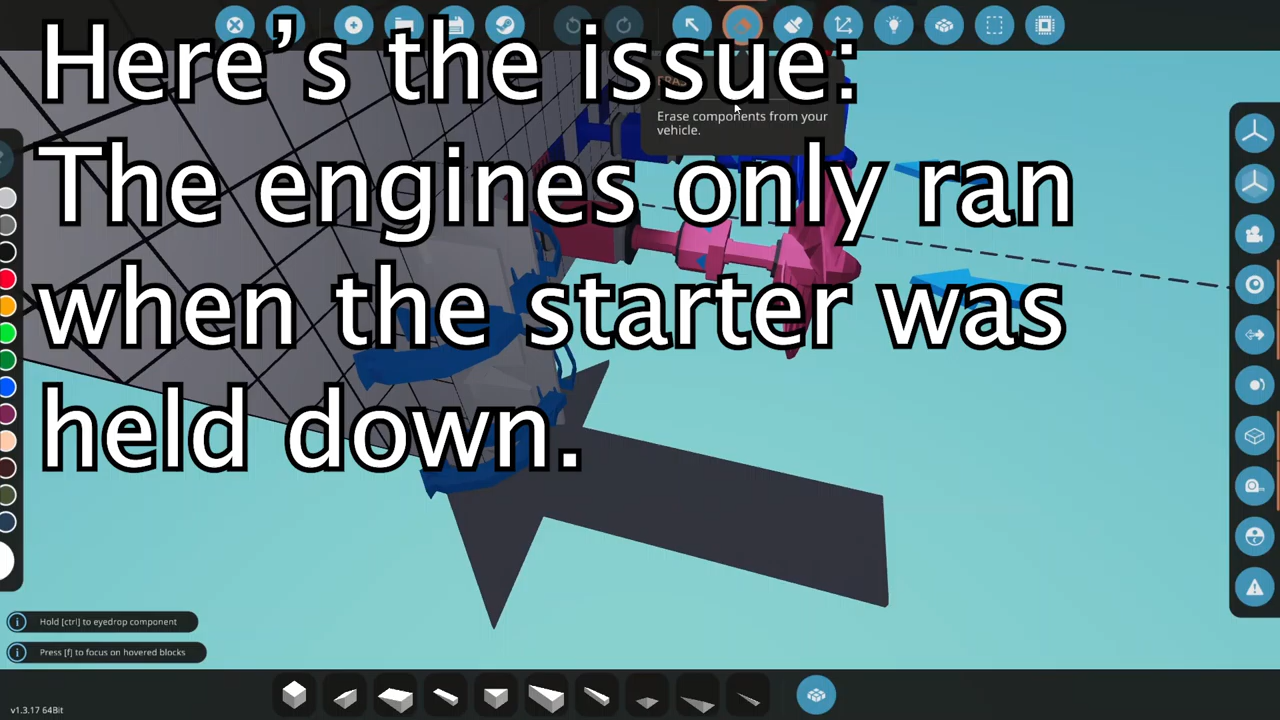 Here's the issue:
The engines only ran
when the starter was
held down.
Erase components from your
vehicle.
Hold [ctrl] to eyedrop component
Press [f] to focus on hovered blocks
v1.3.17 64Bit